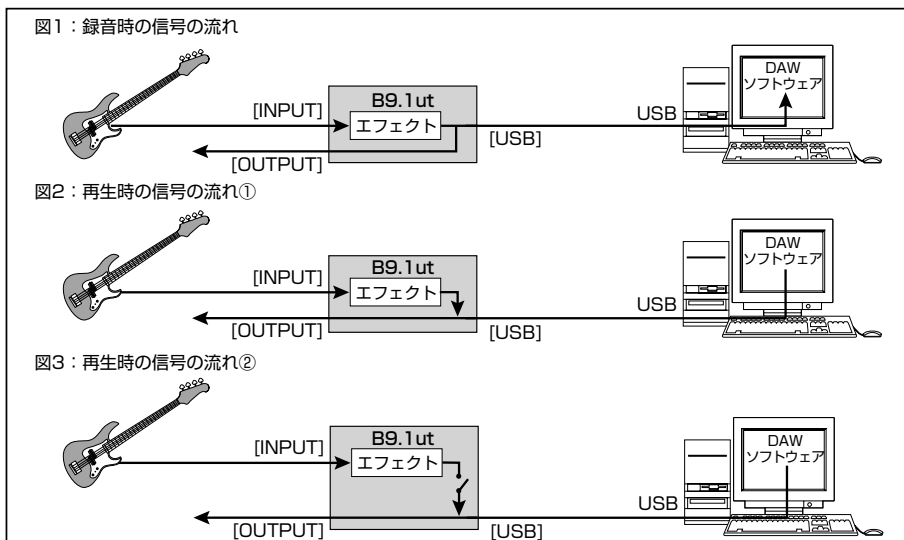 図1：録音時の信号の流れ
B9.1ut
[INPUT]
エフェクト
[OUTPUT]
[USB]
USB
DAW
ソフトウェア
図2：再生時の信号の流れ①
B9.1ut
[INPUT]
エフェクト
[OUTPUT]
[USB]
USB
DAW
ソフトウェア
図3：再生時の信号の流れ②
B9.1ut
[INPUT]
エフェクト
[OUTPUT]
[USB]
USB
DAW
ソフトウェア